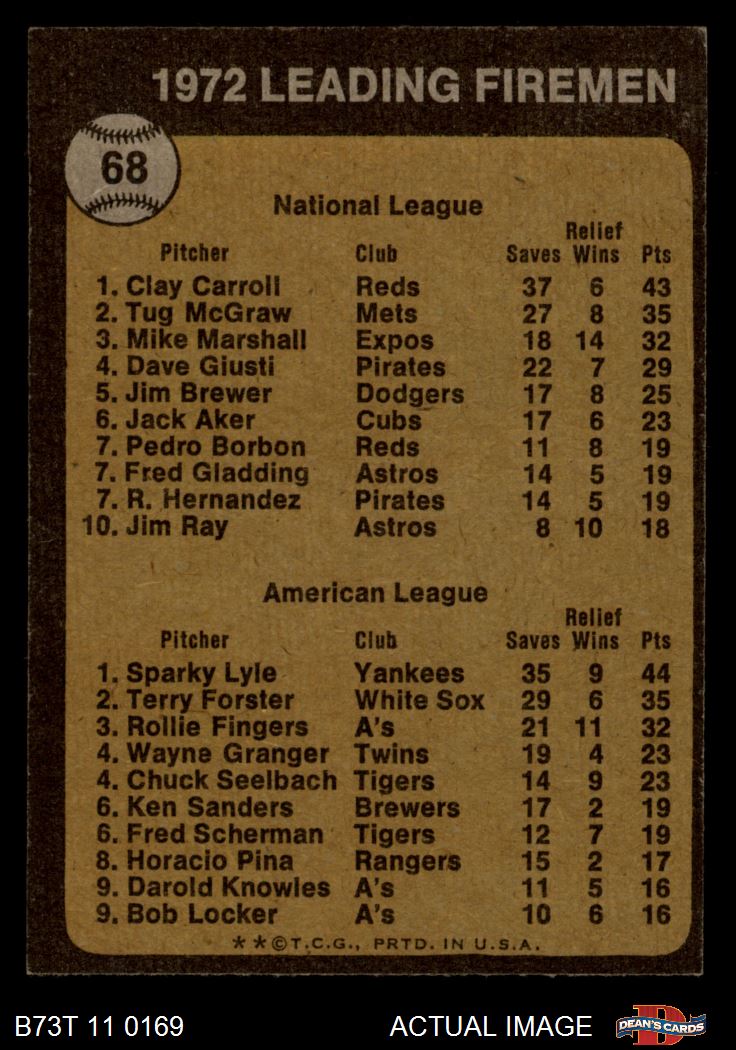 1972 LEADING FIREMEN
68
National League
Relief
Pitcher Club Saves Wins Pts
1. Clay Carroll Reds 37 6 43
2. Tug McGraw Mets 27 8 35
3. Mike Marshall Expos 18 14 32
4. Dave Giusti Pirates 22 7 29
5. Jim Brewer Dodgers 17 8 25
6. Jack Aker Cubs 17 6 23
7. Pedro Borbon Reds 11 8 19
7. Fred Gladding Astros 14 5 19
7. R. Hernandez Pirates 14 5 19
10. Jim Ray Astros 8 10 18
American League
Relief
Pitcher Club Saves Wins Pts
1. Sparky Lyle Yankees 35 9 44
2. Terry Forster White Sox 29 6 35
3. Rollie Fingers A's 21 11 32
4. Wayne Granger Twins 19 4 23
4. Chuck Seelbach Tigers 14 9 23
6. Ken Sanders Brewers 17 2 19
6. Fred Scherman Tigers 12 7 19
8. Horacio Pina Rangers 15 2 17
9. Darold Knowles A's 11 5 16
9. Bob Locker A's 10 6 16
**©T.C.G., PRTD. IN U.S.A.
B73T 11 0169 ACTUAL IMAGE
D
DEAN'S CARDS